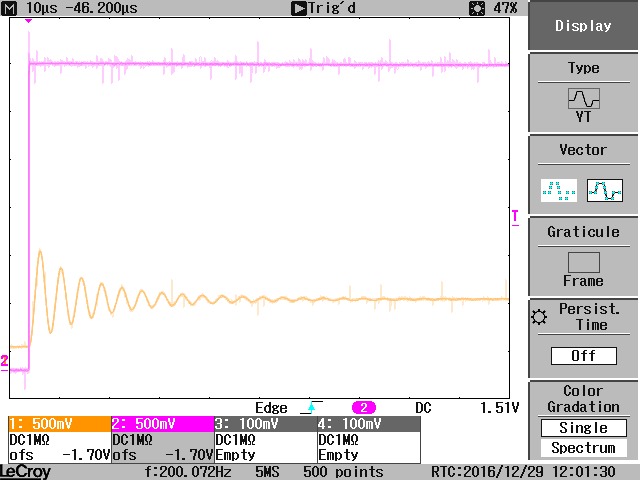 M 10μs -46.200μs Trig'd 47%
Display
Type
YT
Vector
Graticule
Frame
Persist.
Time
Off
Color
Gradation
Single
Spectrum
T
2
Edge 2 DC 1.51V
1: 500mV 2: 500mV 3: 100mV 4: 100mV
DC1MΩ DC1MΩ DC1MΩ DC1MΩ
ofs -1.70V ofs -1.70V Empty Empty
LeCroy f:200.072Hz 5MS 500 points RTC:2016/12/29 12:01:30